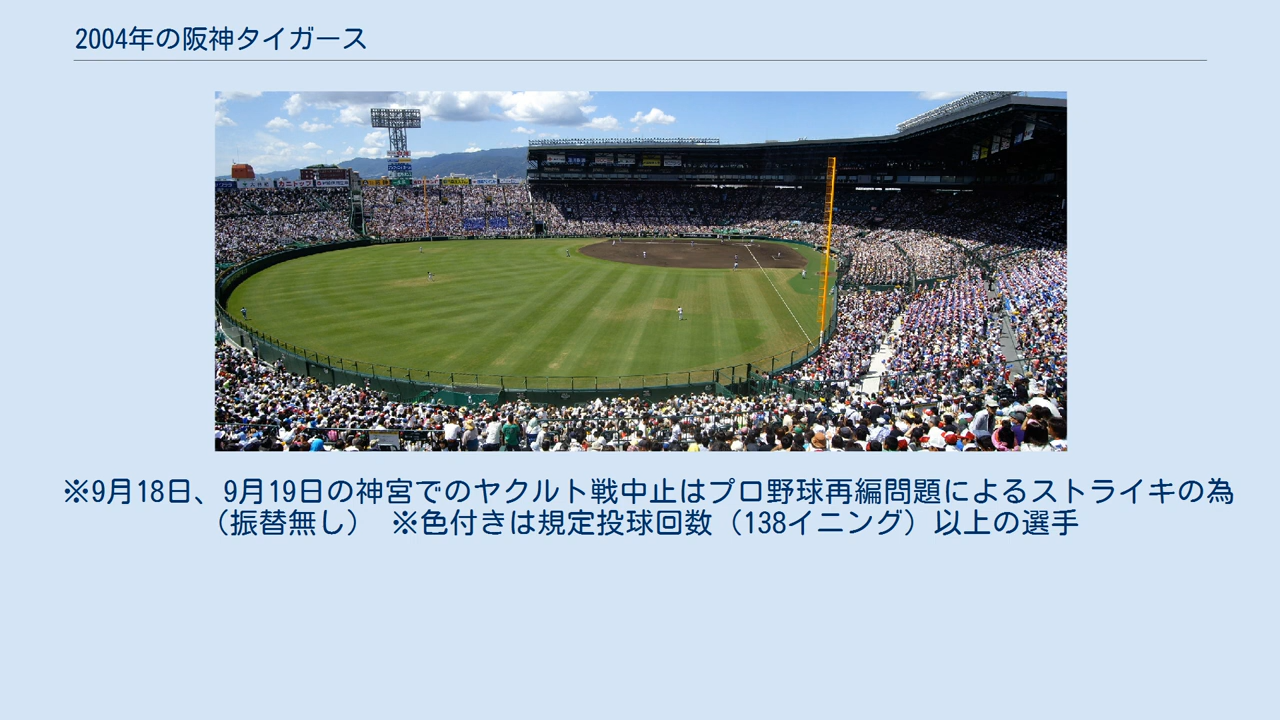 2004年の阪神タイガース
※9月18日、9月19日の神宮でのヤクルト戦中止はプロ野球再編問題によるストライキの為
（振替無し） ※色付きは規定投球回数（138イニング）以上の選手